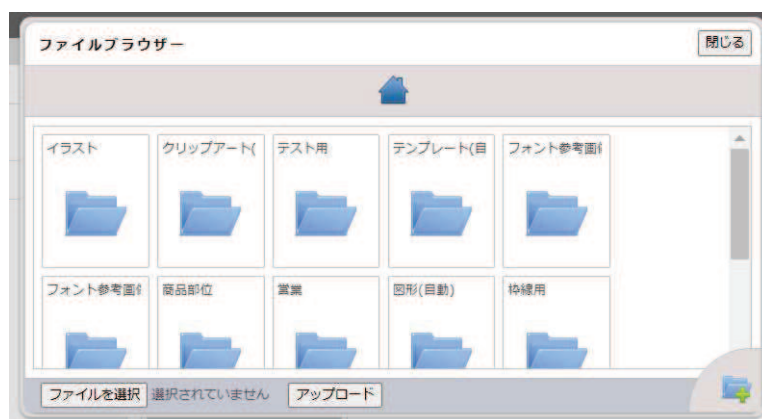 ファイルブラウザー
閉じる
イラスト
クリップアート(
テスト用
テンプレート(自
フォント参考画
フォント参考画
商品部位
営業
図形(自動)
枠線用
ファイルを選択 選択されていません アップロード